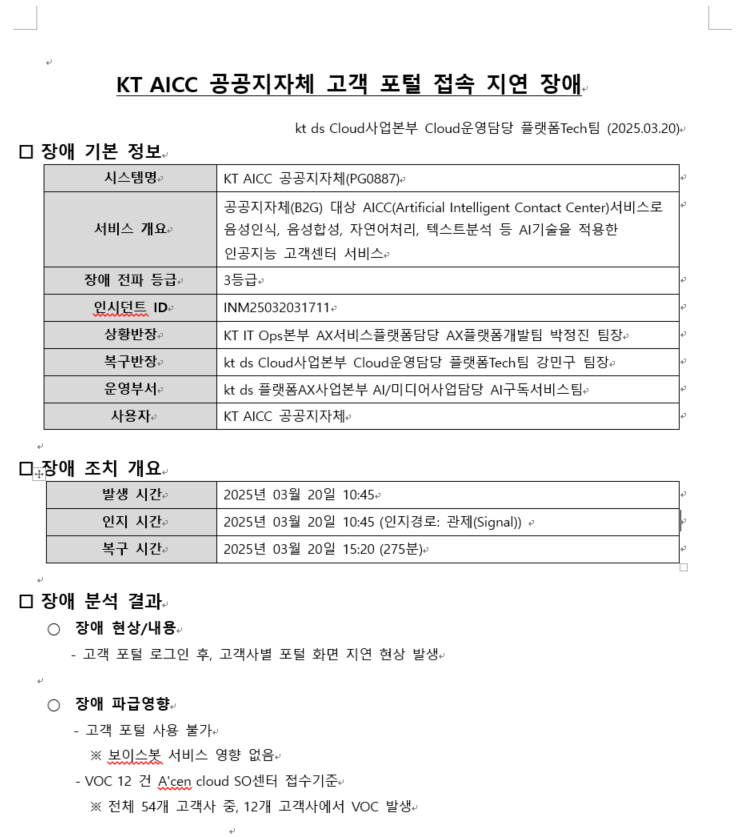 KT AICC 공공지자체 고객 포털 접속 지연 장애
kt ds Cloud사업본부 Cloud운영담당 플랫폼Tech팀 (2025.03.20)
□ 장애 기본 정보
시스템명 KT AICC 공공지자체(PG0887)
서비스 개요 공공지자체(B2G) 대상 AICC(Artificial Intelligent Contact Center)서비스로
음성인식, 음성합성, 자연어처리, 텍스트분석 등 AI기술을 적용한
인공지능 고객센터 서비스
장애 전파 등급 3등급
인시던트 ID INM25032031711
상황반장 KT IT Ops본부 AX서비스플랫폼담당 AX플랫폼개발팀 박정진 팀장
복구반장 kt ds Cloud사업본부 Cloud운영담당 플랫폼Tech팀 강민구 팀장
운영부서 kt ds 플랫폼AX사업본부 AI/미디어사업담당 AI구독서비스팀
사용자 KT AICC 공공지자체
□ 장애 조치 개요
발생 시간 2025년 03월 20일 10:45
인지 시간 2025년 03월 20일 10:45 (인지경로: 관제(Signal))
복구 시간 2025년 03월 20일 15:20 (275분)
□ 장애 분석 결과
○ 장애 현상/내용
- 고객 포털 로그인 후, 고객사별 포털 화면 지연 현상 발생
○ 장애 파급영향
- 고객 포털 사용 불가
※ 보이스봇 서비스 영향 없음
- VOC 12 건 A'cen cloud SO센터 접수기준
※ 전체 54개 고객사 중, 12개 고객사에서 VOC 발생